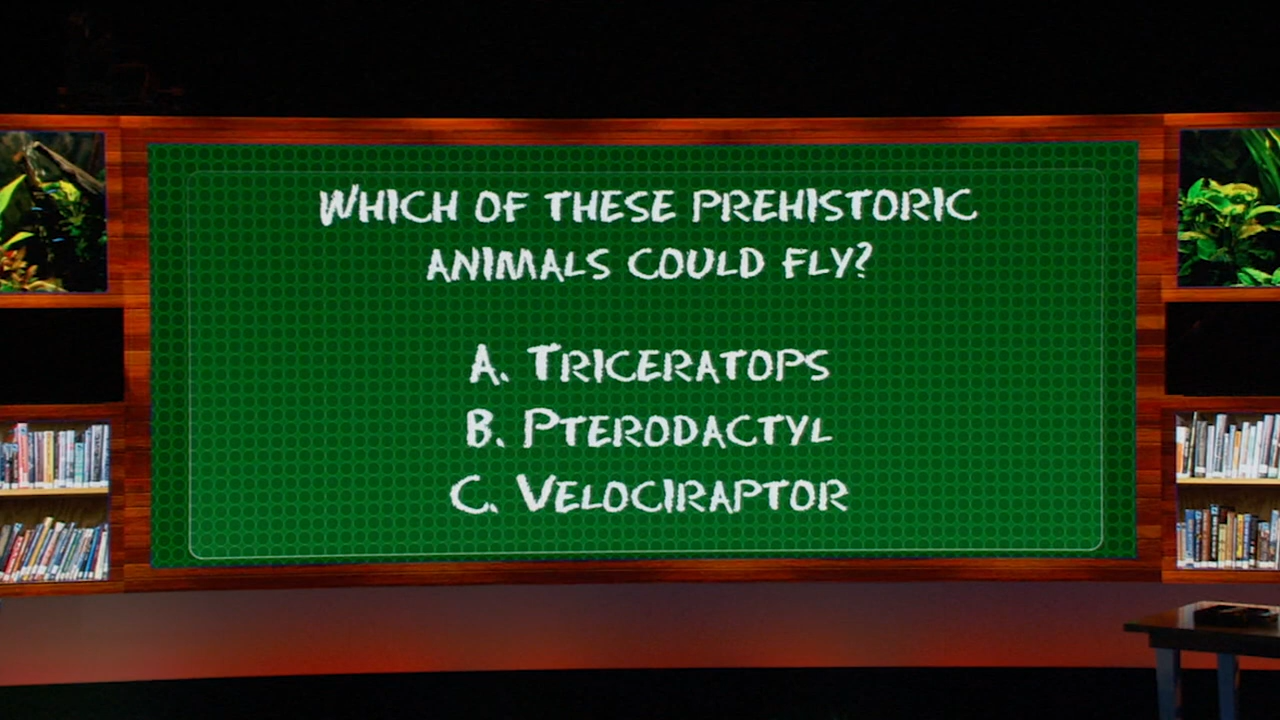 Which of these prehistoric
animals could fly?
A. Triceratops
B. Pterodactyl
C. Velociraptor